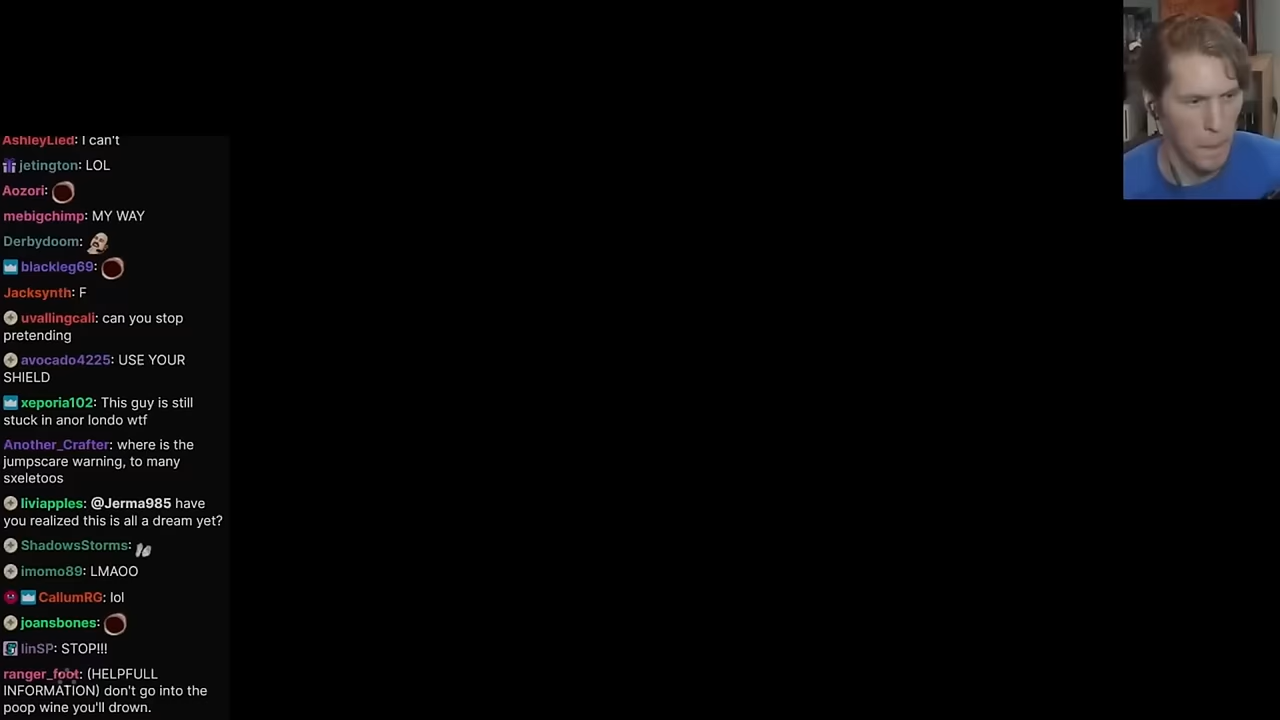 AshleyLied: I can't
jetington: LOL
Aozori:
mebigchimp: MY WAY
Derbydoom:
blackleg69:
Jacksynth: F
uvallingcali: can you stop
pretending
avocado4225: USE YOUR
SHIELD
xeporia102: This guy is still
stuck in anor londo wtf
Another_Crafter: where is the
jumpscare warning, to many
sxeletoos
liviapples: @Jerma985 have
you realized this is all a dream yet?
ShadowsStorms:
imomo89: LMAOO
CallumRG: lol
joansbones:
linSP: STOP!!!
ranger_foot: (HELPFULL
INFORMATION) don't go into the
poop wine you'll drown.